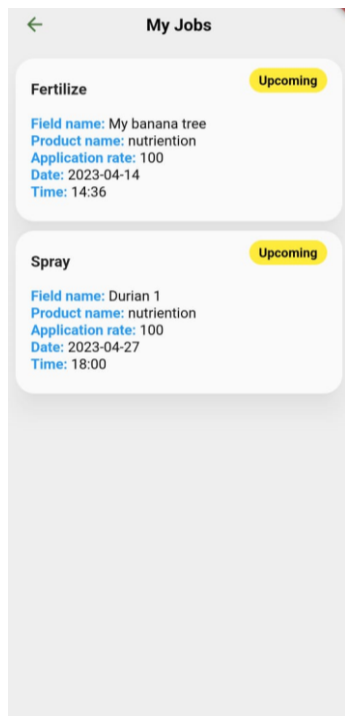 My Jobs
Upcoming
Fertilize
Field name: My banana tree
Product name: nutriention
Application rate: 100
Date: 2023-04-14
Time: 14:36
Upcoming
Spray
Field name: Durian 1
Product name: nutriention
Application rate: 100
Date: 2023-04-27
Time: 18:00